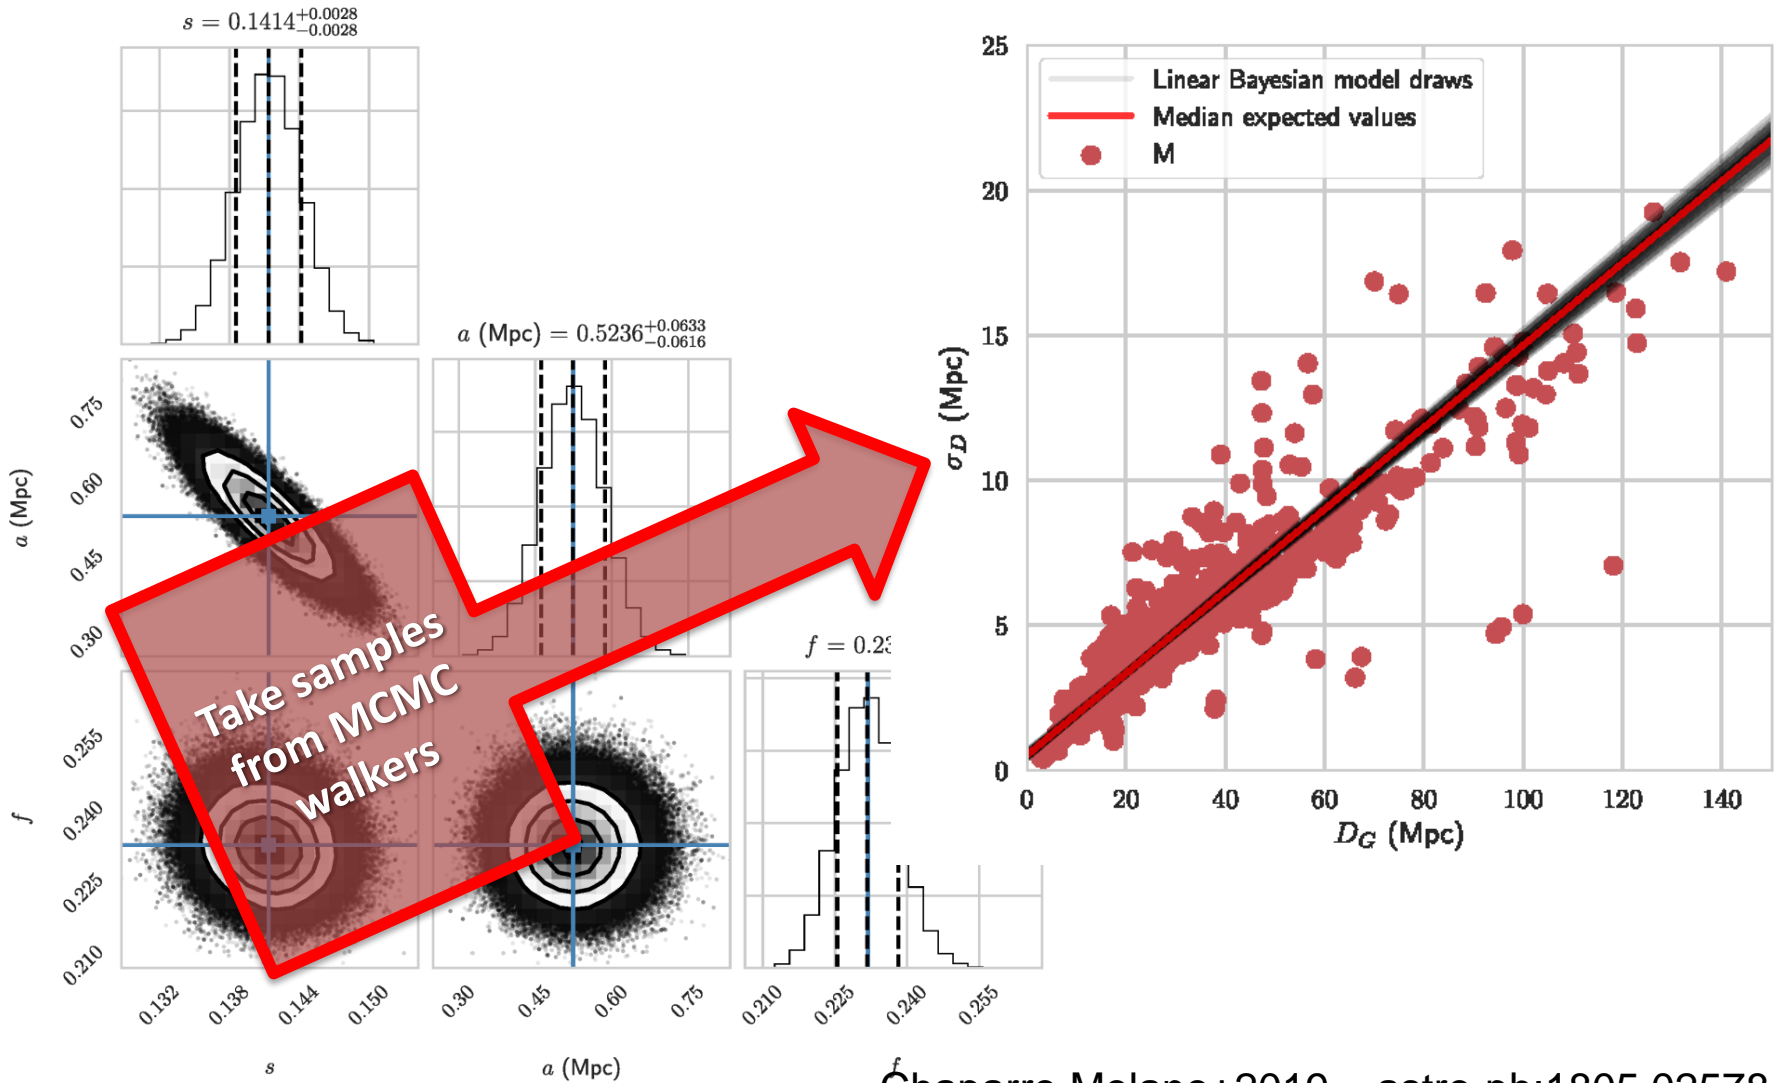 s = 0.1414+0.0028−0.0028
a (Mpc) = 0.5236+0.0633−0.0616
f = 0.23
a (Mpc)
0.75
0.60
0.45
0.30
f
0.255
0.240
0.225
0.210
Take samples
from MCMC
walkers
0.132 0.138 0.144 0.150
s
0.30 0.45 0.60 0.75
a (Mpc)
0.210 0.225 0.240 0.255
f
Linear Bayesian model draws
Median expected values
M
σD (Mpc)
25
20
15
10
5
0
0 20 40 60 80 100 120 140
DG (Mpc)